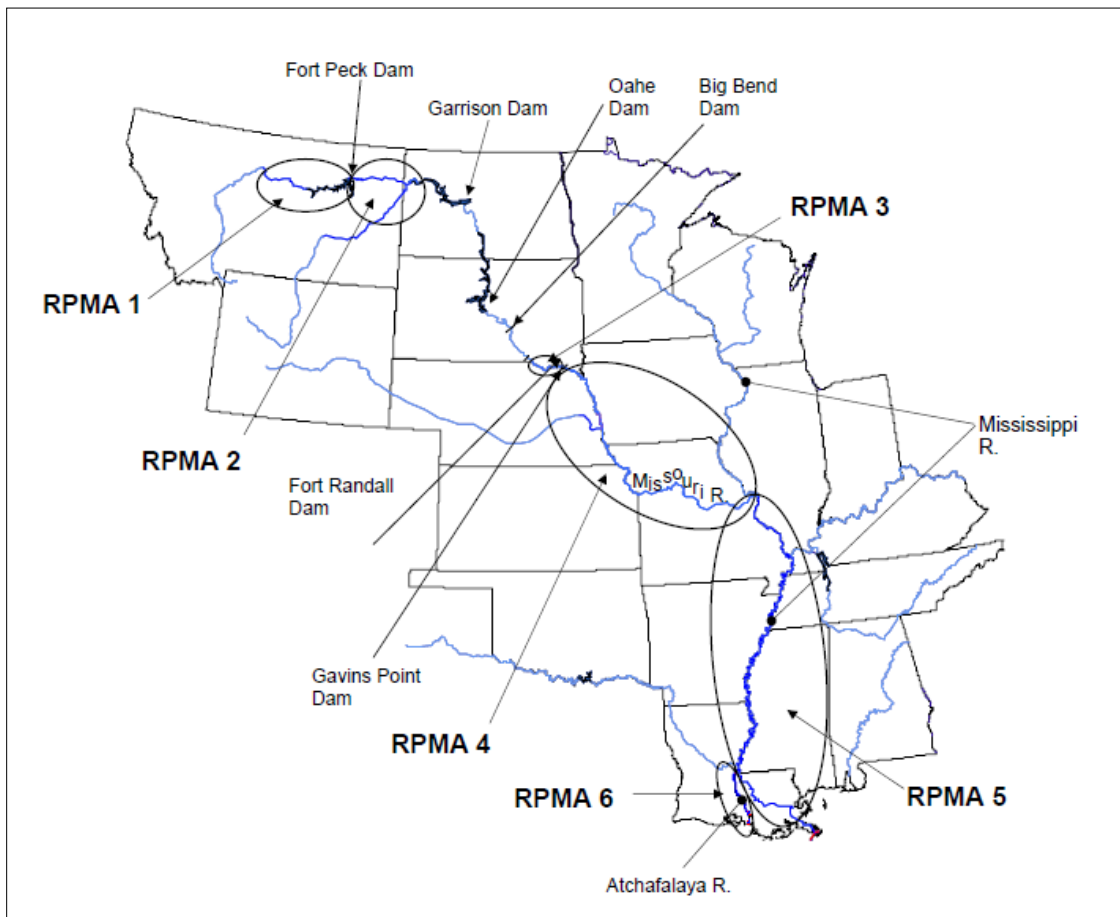 Fort Peck Dam
Garrison Dam
Oahe
Dam
Big Bend
Dam
RPMA 3
RPMA 1
RPMA 2
Mississippi
R.
Fort Randall
Dam
Missouri R
Gavins Point
Dam
RPMA 4
RPMA 6
RPMA 5
Atchafalaya R.